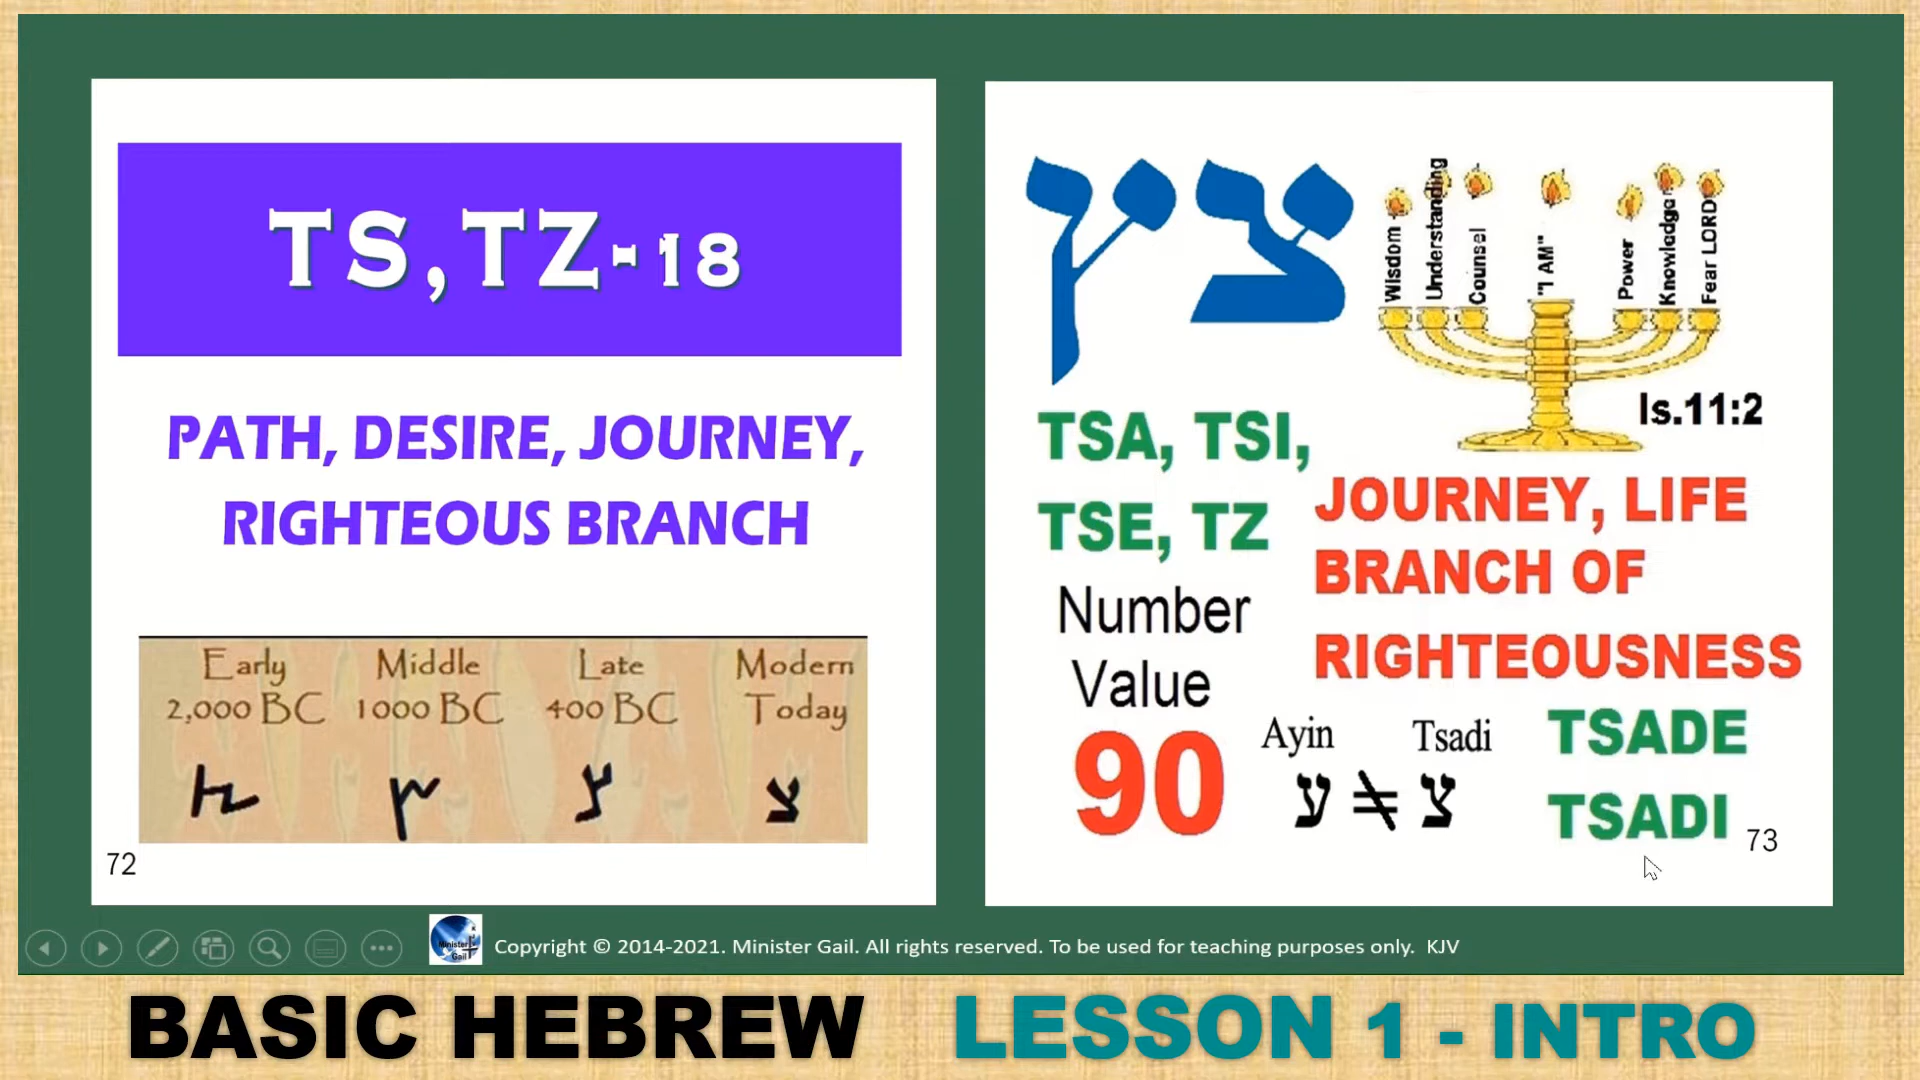 TS,TZ-18
PATH, DESIRE, JOURNEY,
RIGHTEOUS BRANCH
Early Middle Late Modern
2,000 BC 1000 BC 400 BC Today
𐤑 צ
72
ץ צ
Wisdom
Understanding
Counsel
"I AM"
Power
Knowledge
Fear LORD
Is.11:2
TSA, TSI,
TSE, TZ
JOURNEY, LIFE
BRANCH OF
RIGHTEOUSNESS
Number
Value
90
Ayin Tsadi
ע ≠ צ
TSADE
TSADI
73
Minister
Gail
Copyright © 2014-2021. Minister Gail. All rights reserved. To be used for teaching purposes only. KJV
BASIC HEBREW LESSON 1 - INTRO